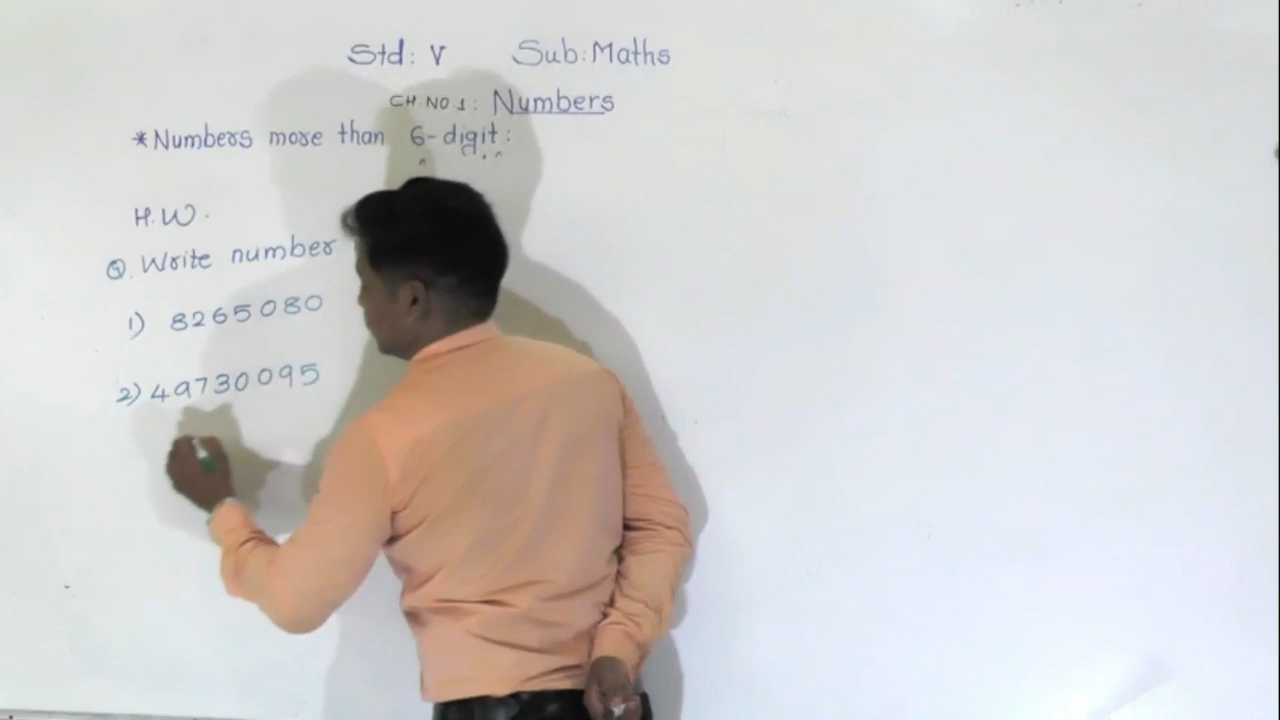 Std: V Sub: Maths
CH NO 1: Numbers
*Numbers more than 6-digit:
H.W.
Q. Write number
1) 8265080
2) 49730095